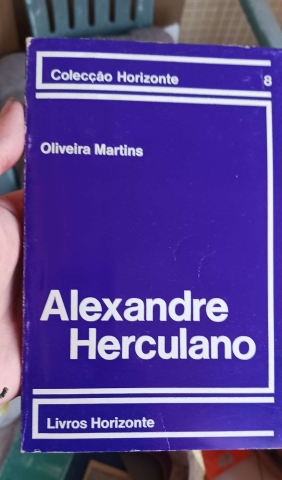 Colecção Horizonte 8
Oliveira Martins
Alexandre
Herculano
Livros Horizonte